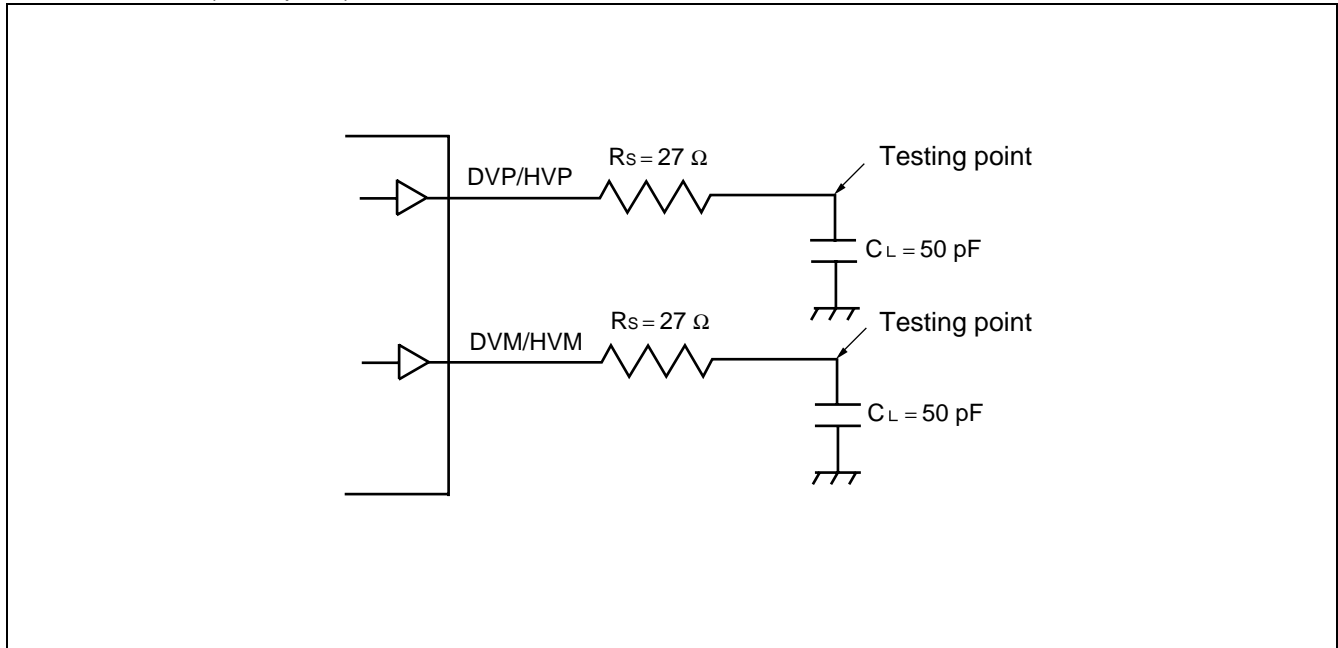 Rs = 27 Ω
Testing point
DVP/HVP
CL = 50 pF
Rs = 27 Ω
Testing point
DVM/HVM
CL = 50 pF